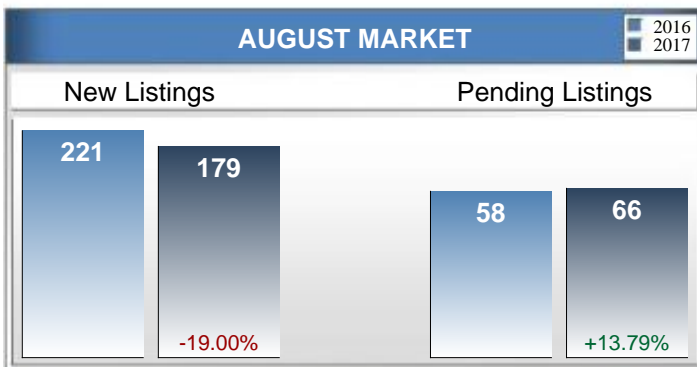 AUGUST MARKET
2016
2017
New Listings
Pending Listings
221
179
-19.00%
58
66
+13.79%